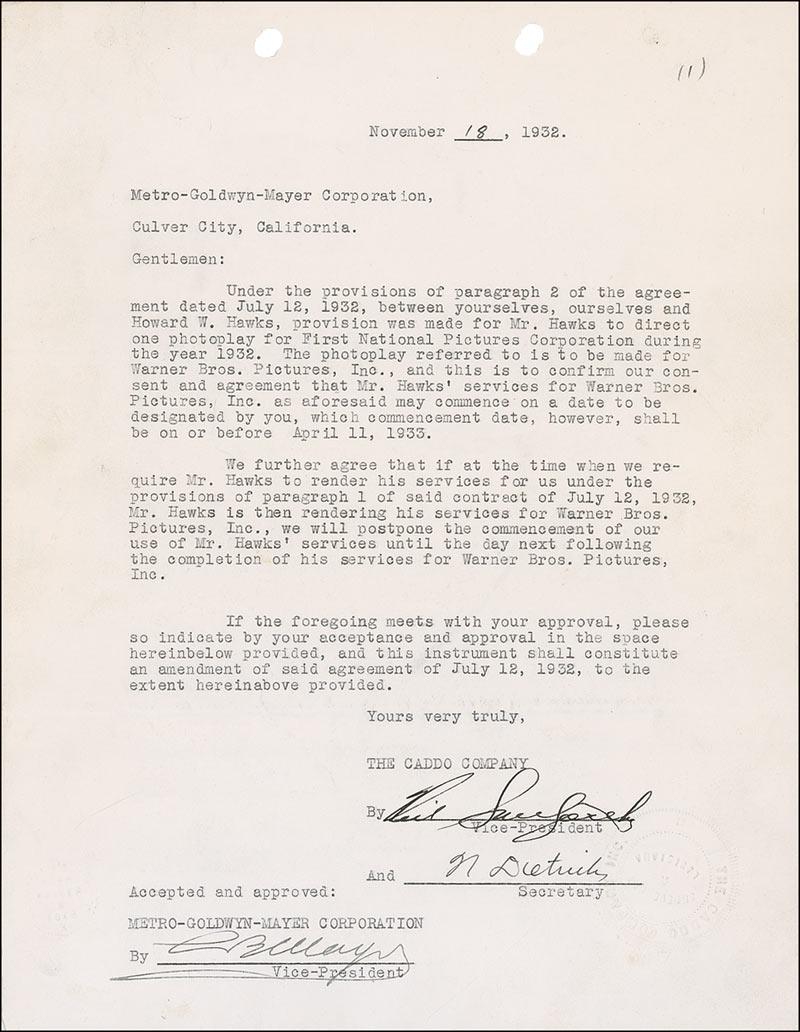 (1)
November 18, 1932.
Metro-Goldwyn-Mayer Corporation,
Culver City, California.
Gentlemen:
Under the provisions of paragraph 2 of the agree-
ment dated July 12, 1932, between yourselves, ourselves and
Howard W. Hawks, provision was made for Mr. Hawks to direct
one photoplay for First National Pictures Corporation during
the year 1932. The photoplay referred to is to be made for
Warner Bros. Pictures, Inc., and this is to confirm our con-
sent and agreement that Mr. Hawks' services for Warner Bros.
Pictures, Inc. as aforesaid may commence on a date to be
designated by you, which commencement date, however, shall
be on or before April 11, 1933.
We further agree that if at the time when we re-
quire Mr. Hawks to render his services for us under the
provisions of paragraph 1 of said contract of July 12, 1932,
Mr. Hawks is then rendering his services for Warner Bros.
Pictures, Inc., we will postpone the commencement of our
use of Mr. Hawks' services until the day next following
the completion of his services for Warner Bros. Pictures,
Inc.
If the foregoing meets with your approval, please
so indicate by your acceptance and approval in the space
hereinbelow provided, and this instrument shall constitute
an amendment of said agreement of July 12, 1932, to the
extent hereinabove provided.
Yours very truly,
THE CADDO COMPANY
By
Vice-President
And N Dietrich
Secretary
Accepted and approved:
METRO-GOLDWYN-MAYER CORPORATION
By LB Mayer
Vice-President